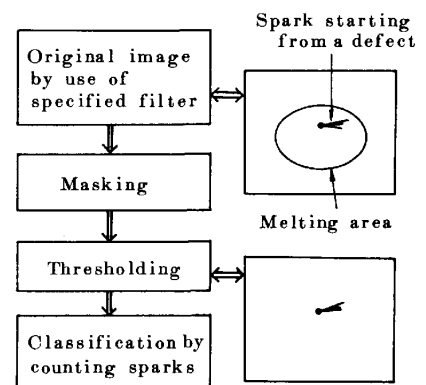 Original image
by use of
specified filter
Masking
Thresholding
Classification by
counting sparks
Spark starting
from a defect
Melting area